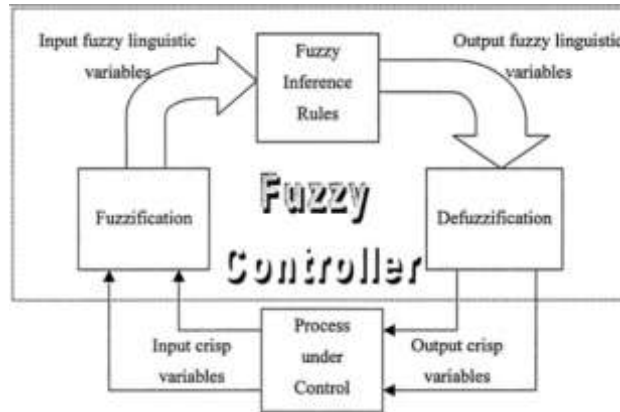 Input fuzzy linguistic
variables
Fuzzy
Inference
Rules
Output fuzzy linguistic
variables
Fuzzification
Fuzzy
Controller
Defuzzification
Input crisp
variables
Process
under
Control
Output crisp
variables